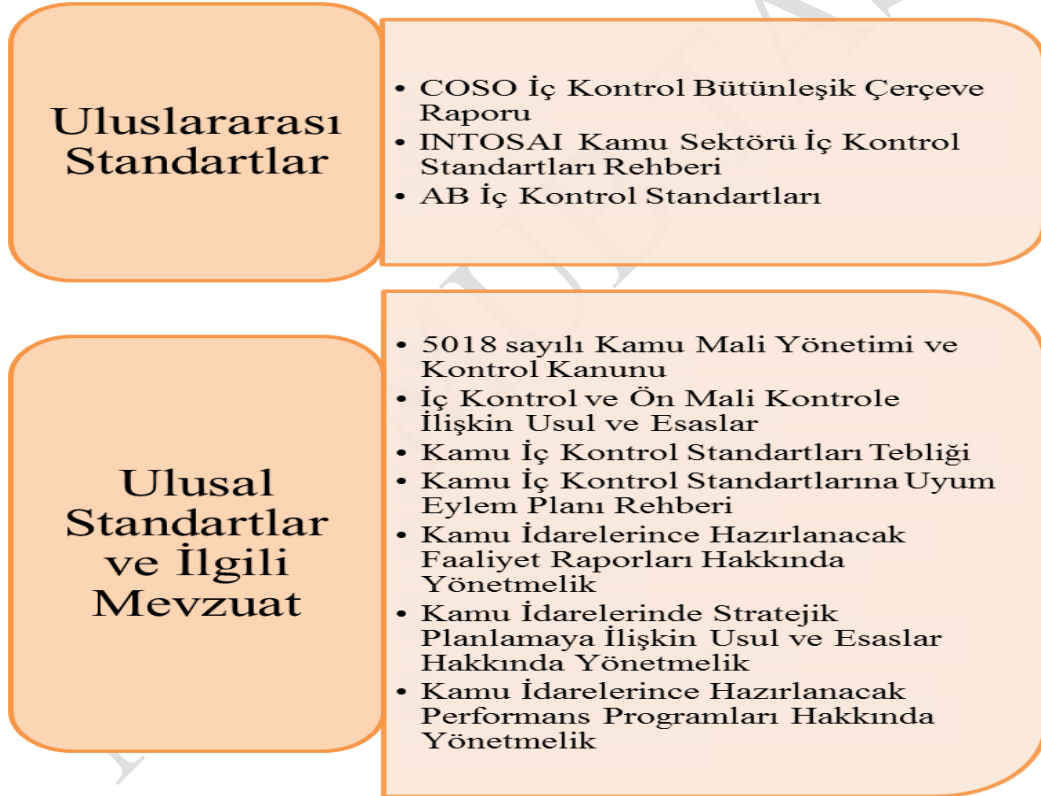 Uluslararası
Standartlar
• COSO İç Kontrol Bütünleşik Çerçeve
Raporu
• INTOSAI Kamu Sektörü İç Kontrol
Standartları Rehberi
• AB İç Kontrol Standartları
Ulusal
Standartlar
ve İlgili
Mevzuat
• 5018 sayılı Kamu Mali Yönetimi ve
Kontrol Kanunu
• İç Kontrol ve Ön Mali Kontrole
İlişkin Usul ve Esaslar
• Kamu İç Kontrol Standartları Tebliği
• Kamu İç Kontrol Standartlarına Uyum
Eylem Planı Rehberi
• Kamu İdarelerince Hazırlanacak
Faaliyet Raporları Hakkında
Yönetmelik
• Kamu İdarelerinde Stratejik
Planlamaya İlişkin Usul ve Esaslar
Hakkında Yönetmelik
• Kamu İdarelerince Hazırlanacak
Performans Programları Hakkında
Yönetmelik